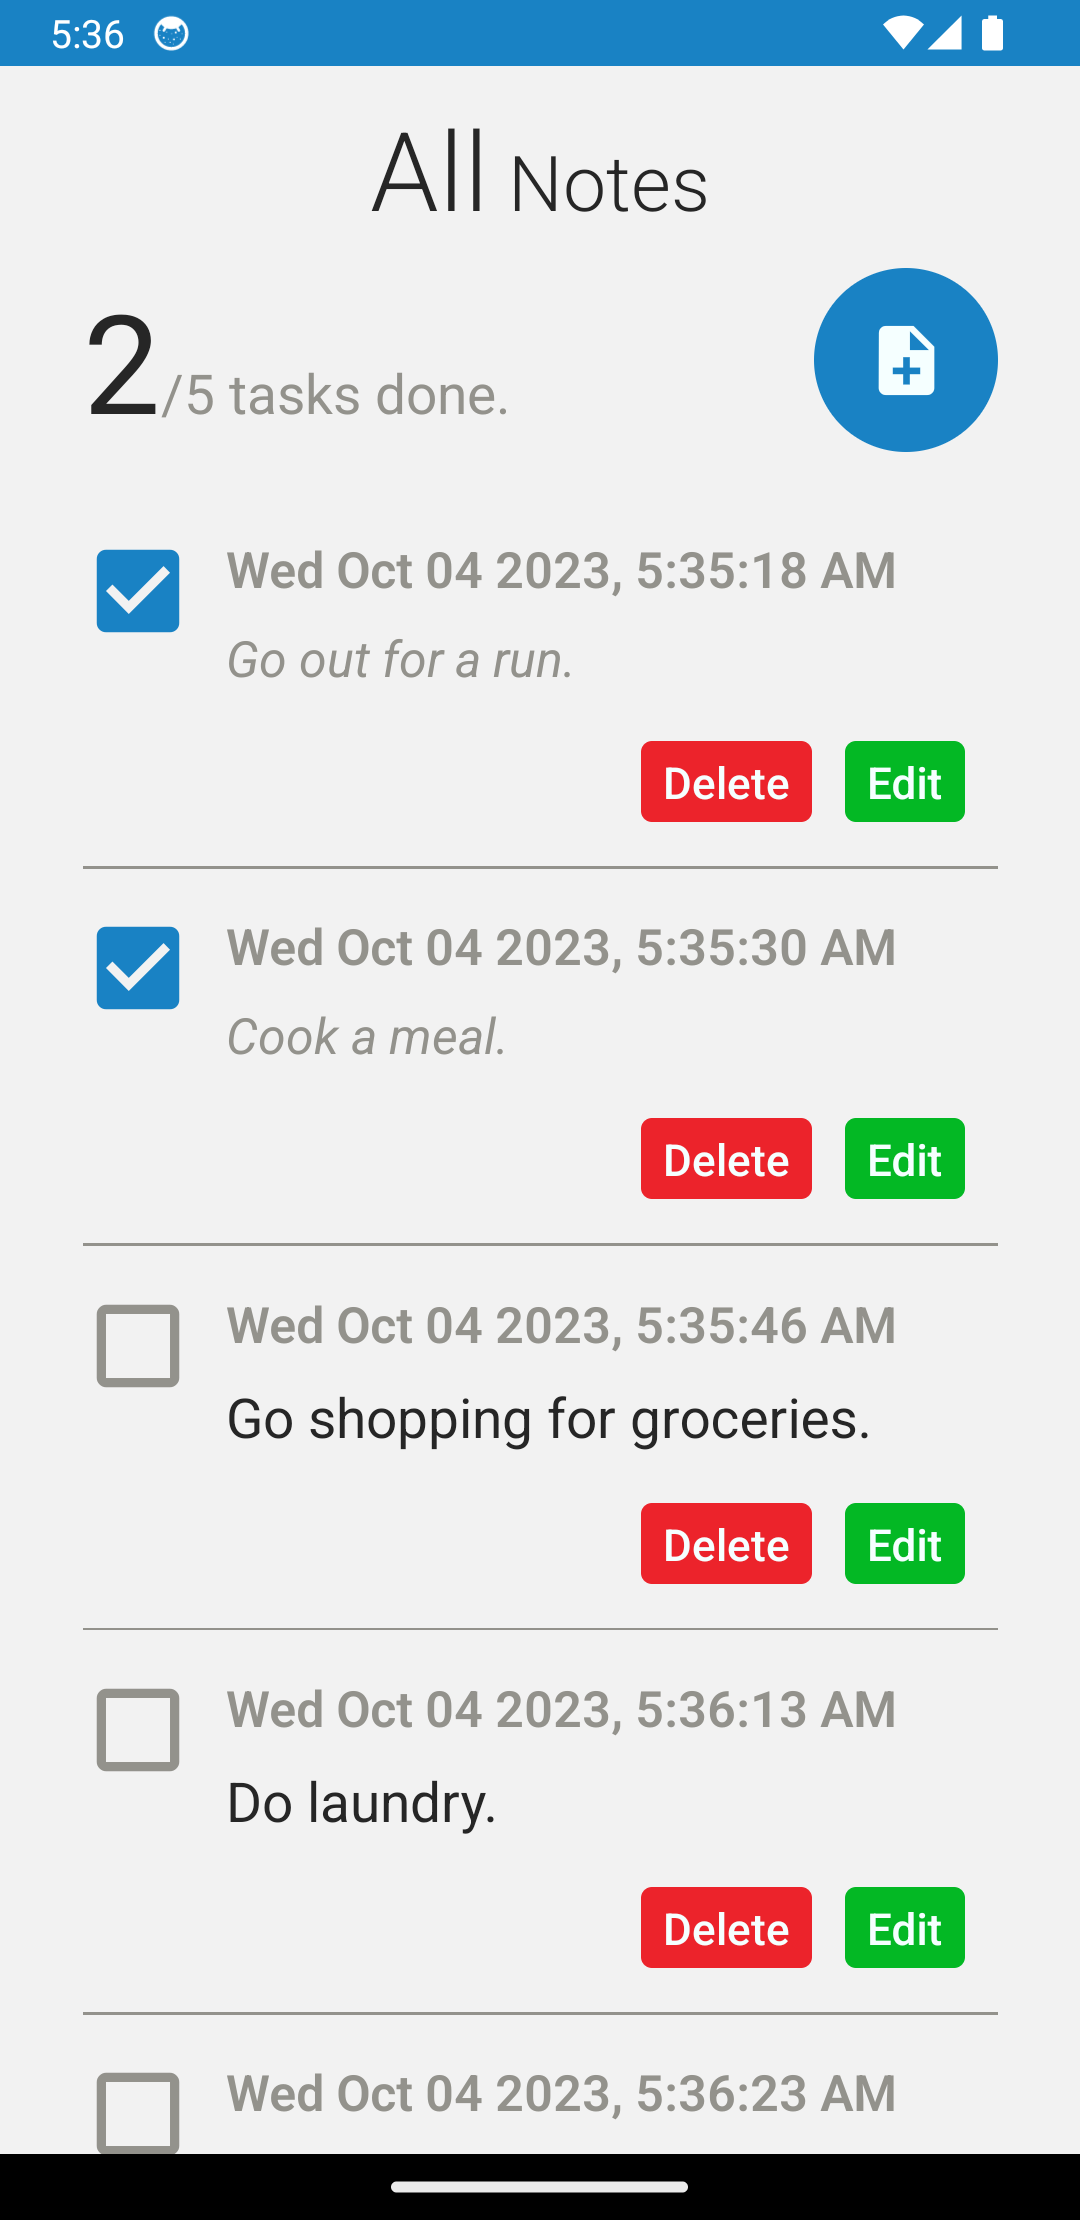 5:36
All Notes
2/5 tasks done.
Wed Oct 04 2023, 5:35:18 AM
Go out for a run.
Delete Edit
Wed Oct 04 2023, 5:35:30 AM
Cook a meal.
Delete Edit
Wed Oct 04 2023, 5:35:46 AM
Go shopping for groceries.
Delete Edit
Wed Oct 04 2023, 5:36:13 AM
Do laundry.
Delete Edit
Wed Oct 04 2023, 5:36:23 AM